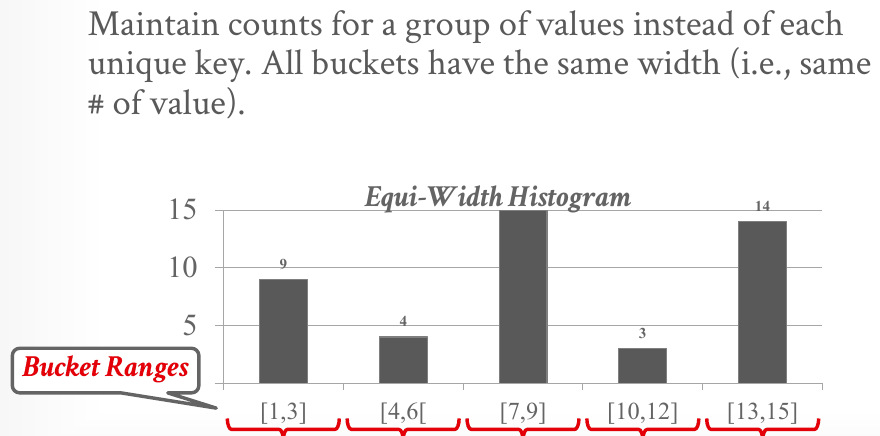 Maintain counts for a group of values instead of each
unique key. All buckets have the same width (i.e., same
# of value).
Equi-Width Histogram
15
14
10
9
5
4
3
Bucket Ranges
[1,3]
[4,6[
[7,9]
[10,12]
[13,15]